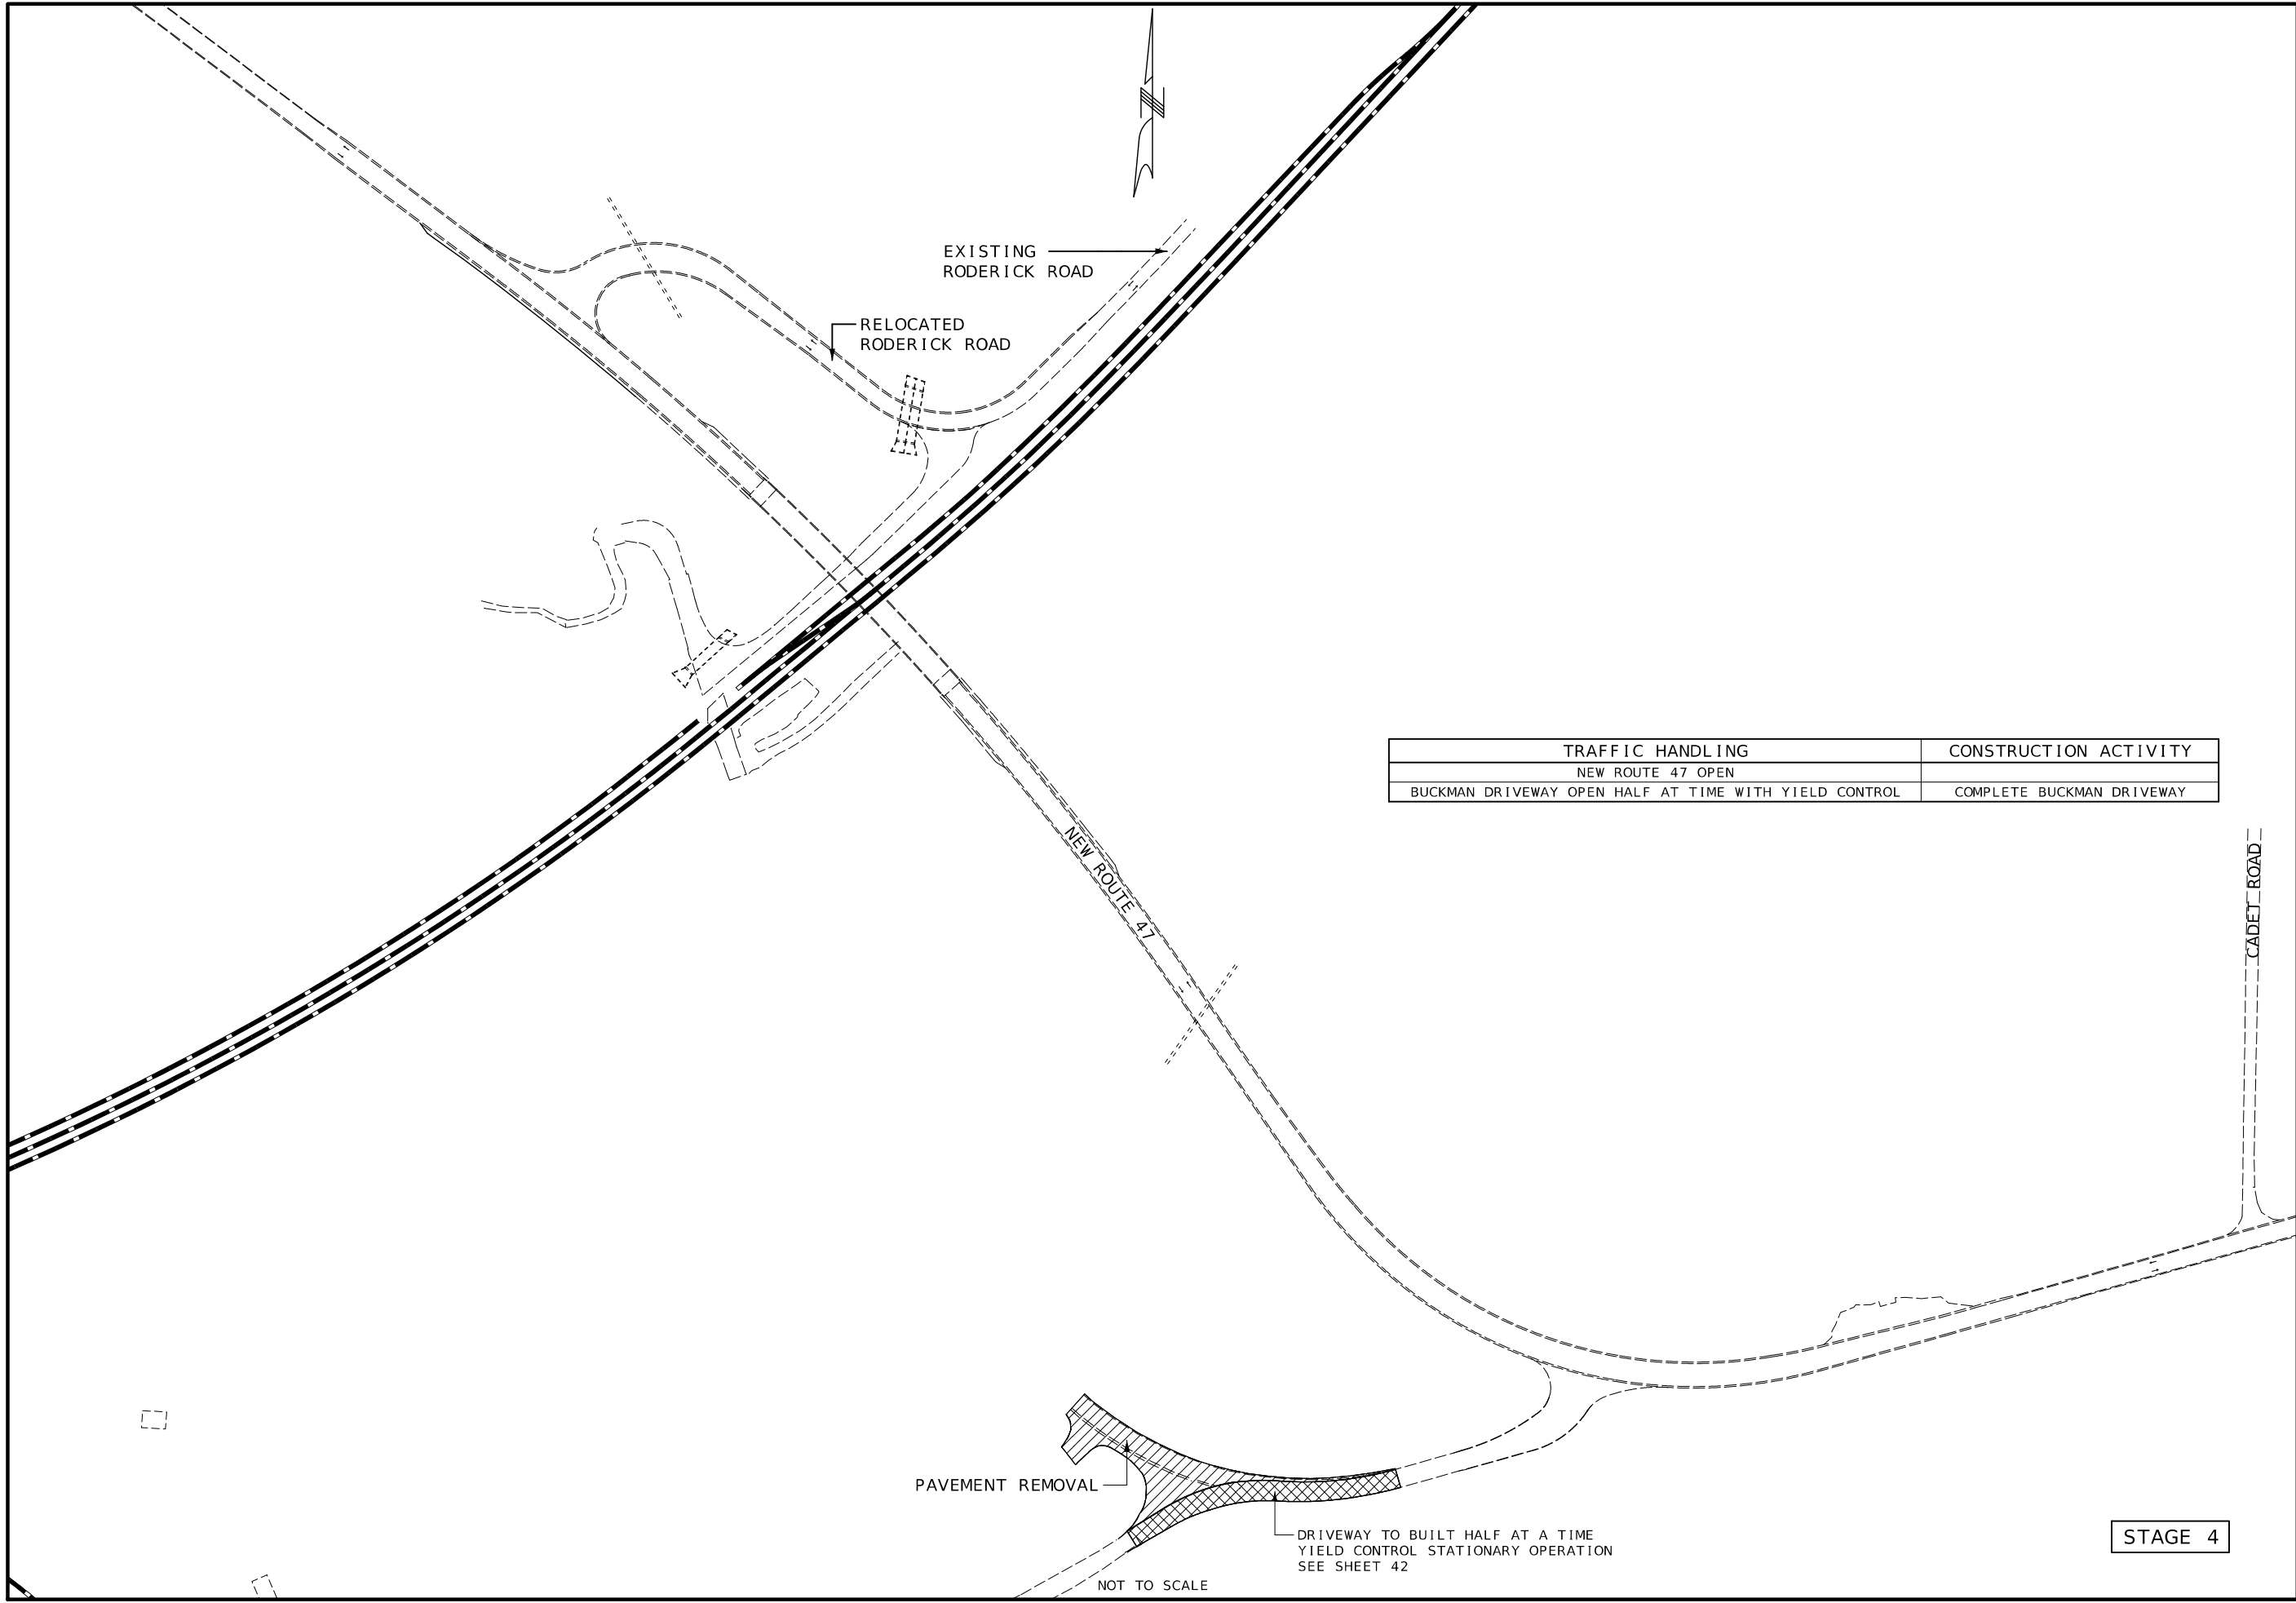 N
EXISTING
RODERICK ROAD
RELOCATED
RODERICK ROAD
TRAFFIC HANDLING CONSTRUCTION ACTIVITY
NEW ROUTE 47 OPEN
BUCKMAN DRIVEWAY OPEN HALF AT TIME WITH YIELD CONTROL COMPLETE BUCKMAN DRIVEWAY
NEW ROUTE 47
CADET ROAD
PAVEMENT REMOVAL
DRIVEWAY TO BUILT HALF AT A TIME
YIELD CONTROL STATIONARY OPERATION
SEE SHEET 42
NOT TO SCALE
STAGE 4